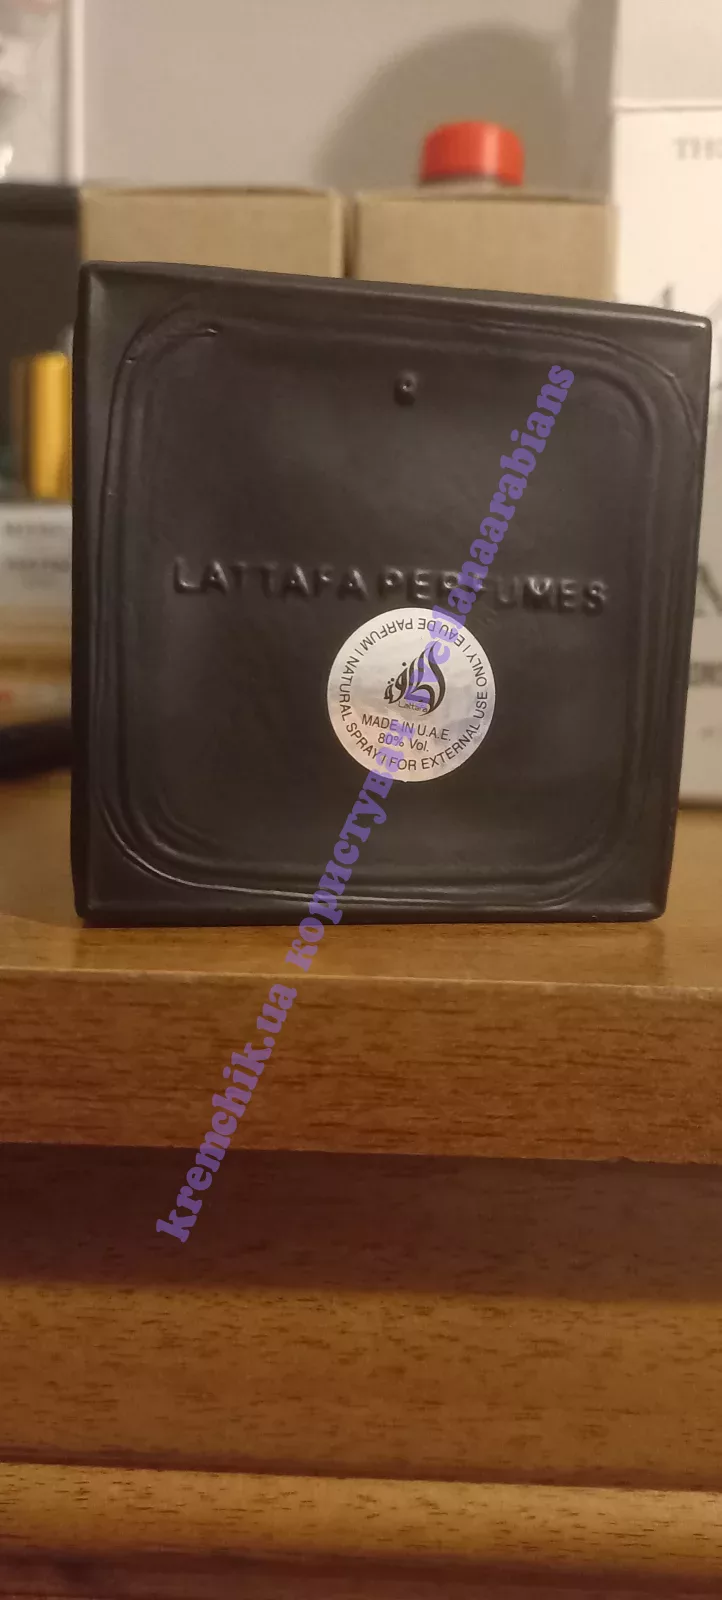 LATTAFA PERFUMES
EAU DE PARFUM | NATURAL SPRAY | FOR EXTERNAL USE ONLY |
Lattafa
MADE IN U.A.E.
80% Vol.
kremchik.ua користувач svetlanaarabians